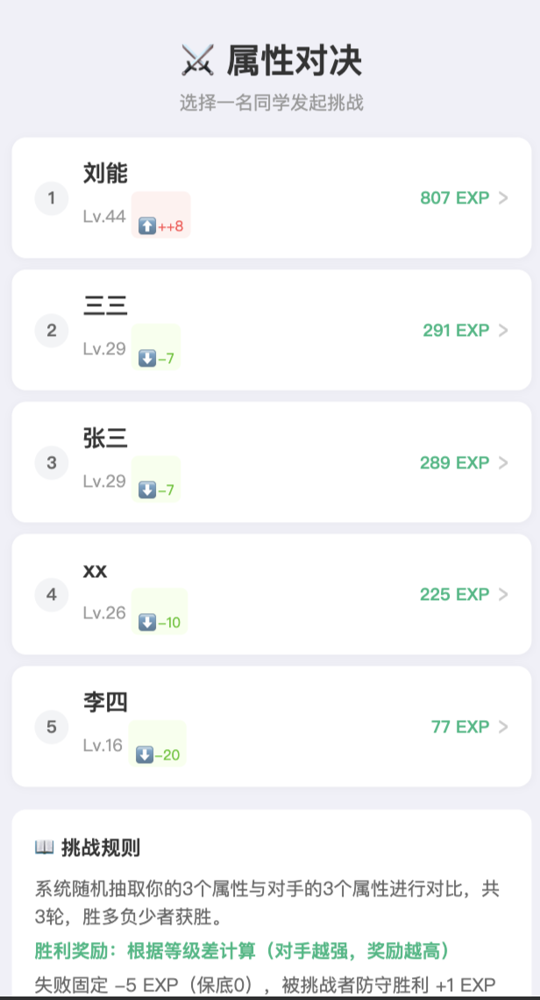 ⚔️ 属性对决
选择一名同学发起挑战
1
刘能
Lv.44 ⬆️++8
807 EXP >
2
三三
Lv.29 ⬇️-7
291 EXP >
3
张三
Lv.29 ⬇️-7
289 EXP >
4
xx
Lv.26 ⬇️-10
225 EXP >
5
李四
Lv.16 ⬇️-20
77 EXP >
📖 挑战规则
系统随机抽取你的3个属性与对手的3个属性进行对比，共
3轮，胜多负少者获胜。
胜利奖励：根据等级差计算（对手越强，奖励越高）
失败固定 -5 EXP（保底0），被挑战者防守胜利 +1 EXP